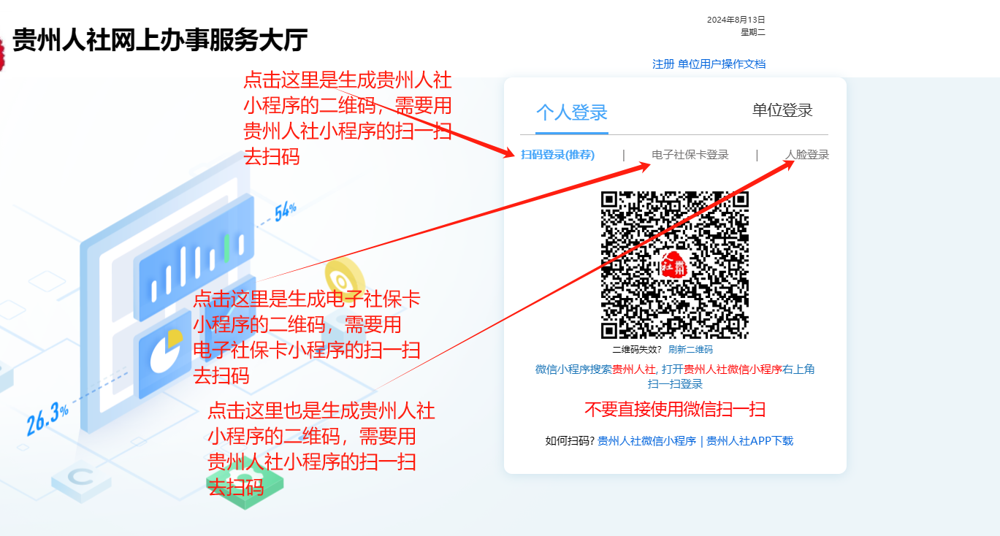 2024年8月13日
星期二
贵州人社网上办事服务大厅
注册 单位用户操作文档
点击这里是生成贵州人社
小程序的二维码，需要用
贵州人社小程序的扫一扫
去扫码
个人登录 单位登录
扫码登录(推荐) | 电子社保卡登录 | 人脸登录
54%
人社
贵州
点击这里是生成电子社保卡
小程序的二维码，需要用
电子社保卡小程序的扫一扫
去扫码
26.3%
二维码失效？ 刷新二维码
微信小程序搜索贵州人社, 打开贵州人社微信小程序右上角
扫一扫登录
不要直接使用微信扫一扫
点击这里也是生成贵州人社
小程序的二维码，需要用
贵州人社小程序的扫一扫
去扫码
C
如何扫码? 贵州人社微信小程序 | 贵州人社APP下载